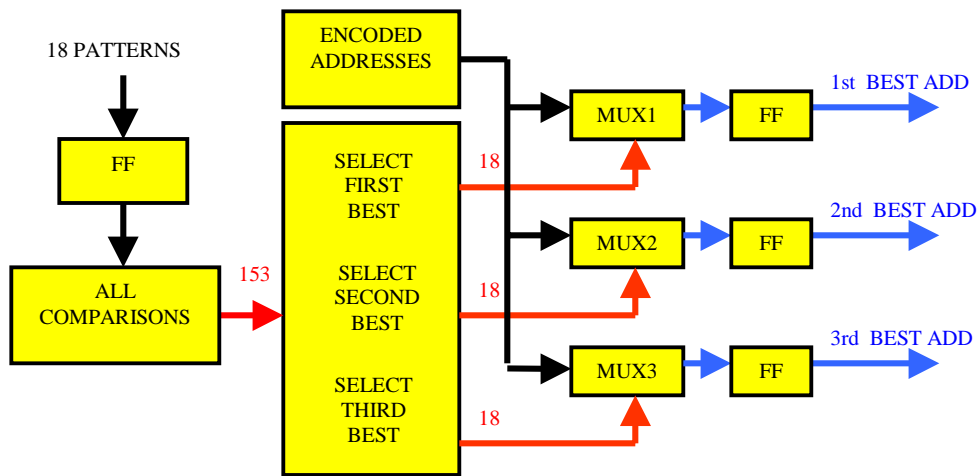 18 PATTERNS
FF
ALL
COMPARISONS
153
ENCODED
ADDRESSES
SELECT
FIRST
BEST
SELECT
SECOND
BEST
SELECT
THIRD
BEST
18
MUX1
FF
1st BEST ADD
18
MUX2
FF
2nd BEST ADD
18
MUX3
FF
3rd BEST ADD